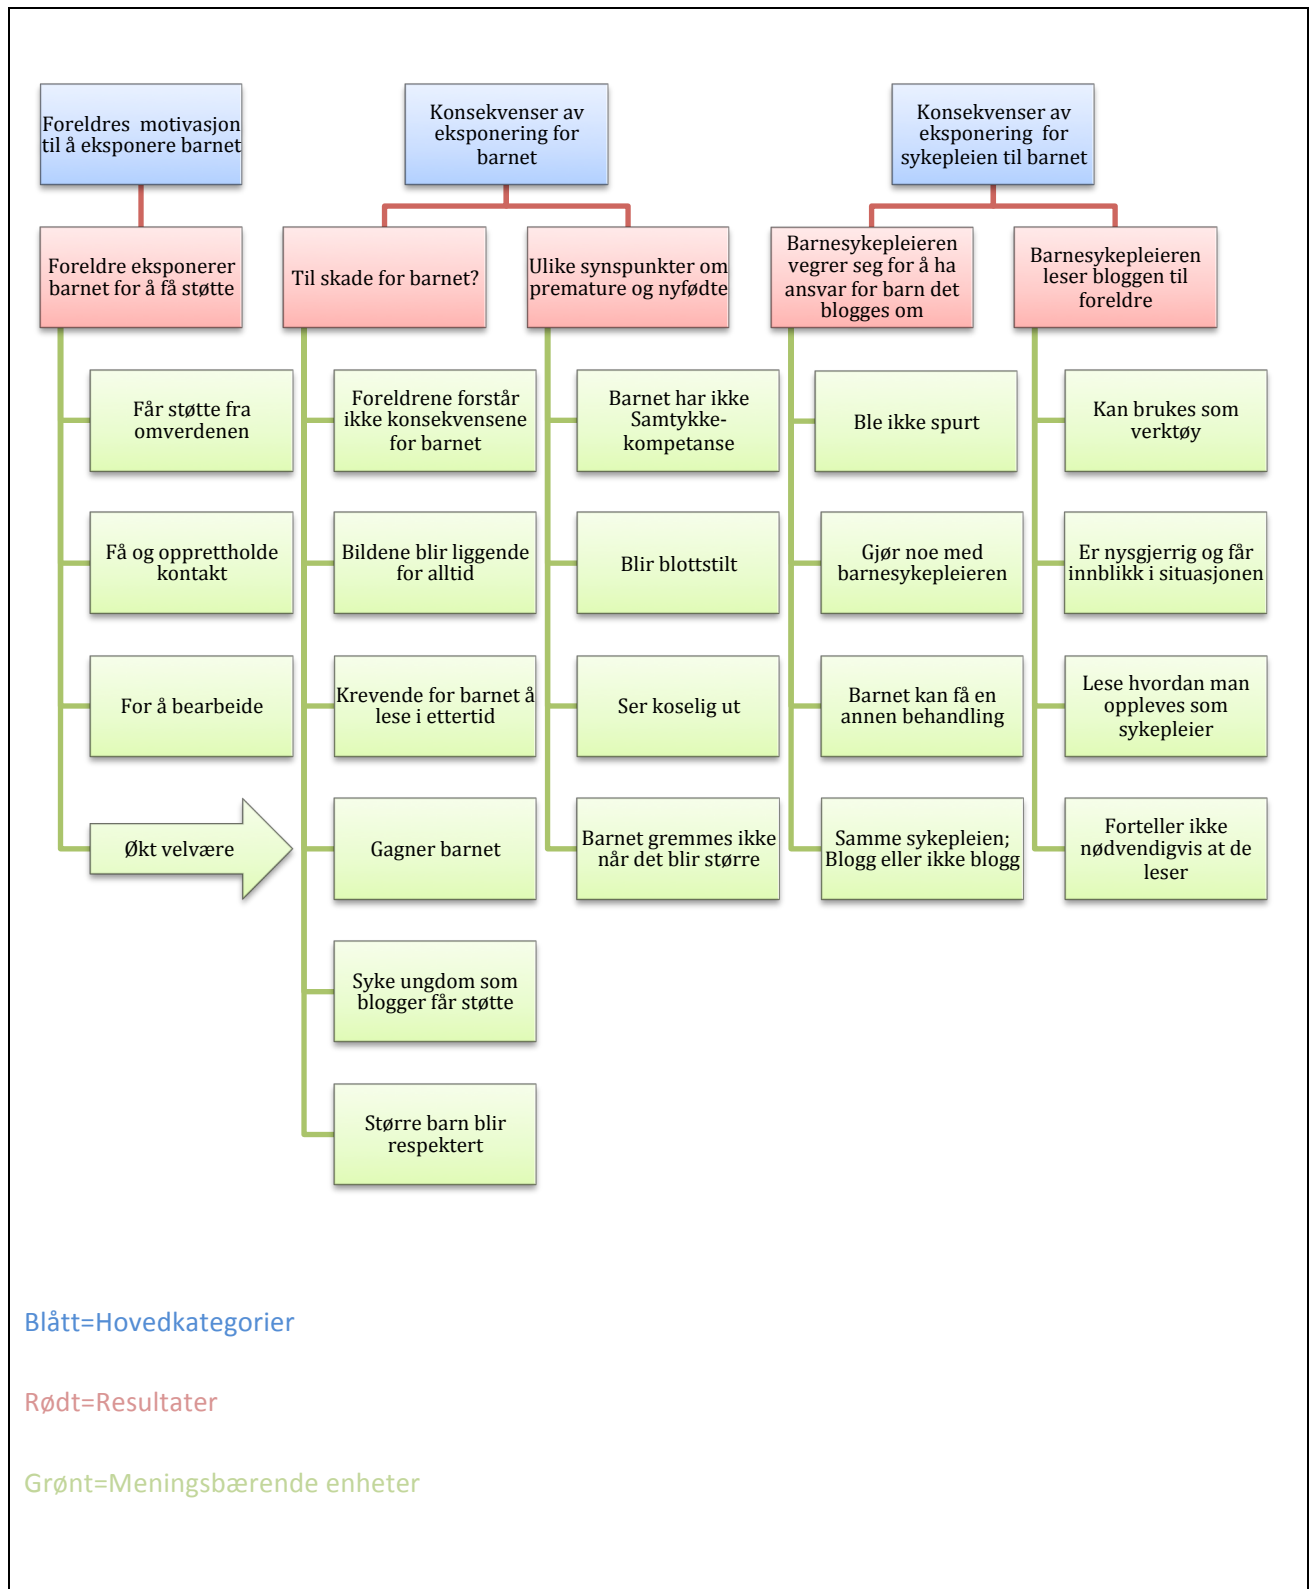 Foreldres motivasjon
til å eksponere barnet
Konsekvenser av
eksponering for
barnet
Konsekvenser av
eksponering for
sykepleien til barnet
Foreldre eksponerer
barnet for å få støtte
Til skade for barnet?
Ulike synspunkter om
premature og nyfødte
Barnesykepleieren
vegrer seg for å ha
ansvar for barn det
blogges om
Barnesykepleieren
leser bloggen til
foreldre
Får støtte fra
omverdenen
Foreldrene forstår
ikke konsekvensene
for barnet
Barnet har ikke
Samtykke-
kompetanse
Ble ikke spurt
Kan brukes som
verktøy
Få og opprettholde
kontakt
Bildene blir liggende
for alltid
Blir blottstilt
Gjør noe med
barnesykepleieren
Er nysgjerrig og får
innblikk i situasjonen
For å bearbeide
Krevende for barnet å
lese i ettertid
Ser koselig ut
Barnet kan få en
annen behandling
Lese hvordan man
oppleves som
sykepleier
Økt velvære
Gagner barnet
Barnet gremmes ikke
når det blir større
Samme sykepleien;
Blogg eller ikke blogg
Forteller ikke
nødvendigvis at de
leser
Syke ungdom som
blogger får støtte
Større barn blir
respektert
Blått=Hovedkategorier
Rødt=Resultater
Grønt=Meningsbærende enheter